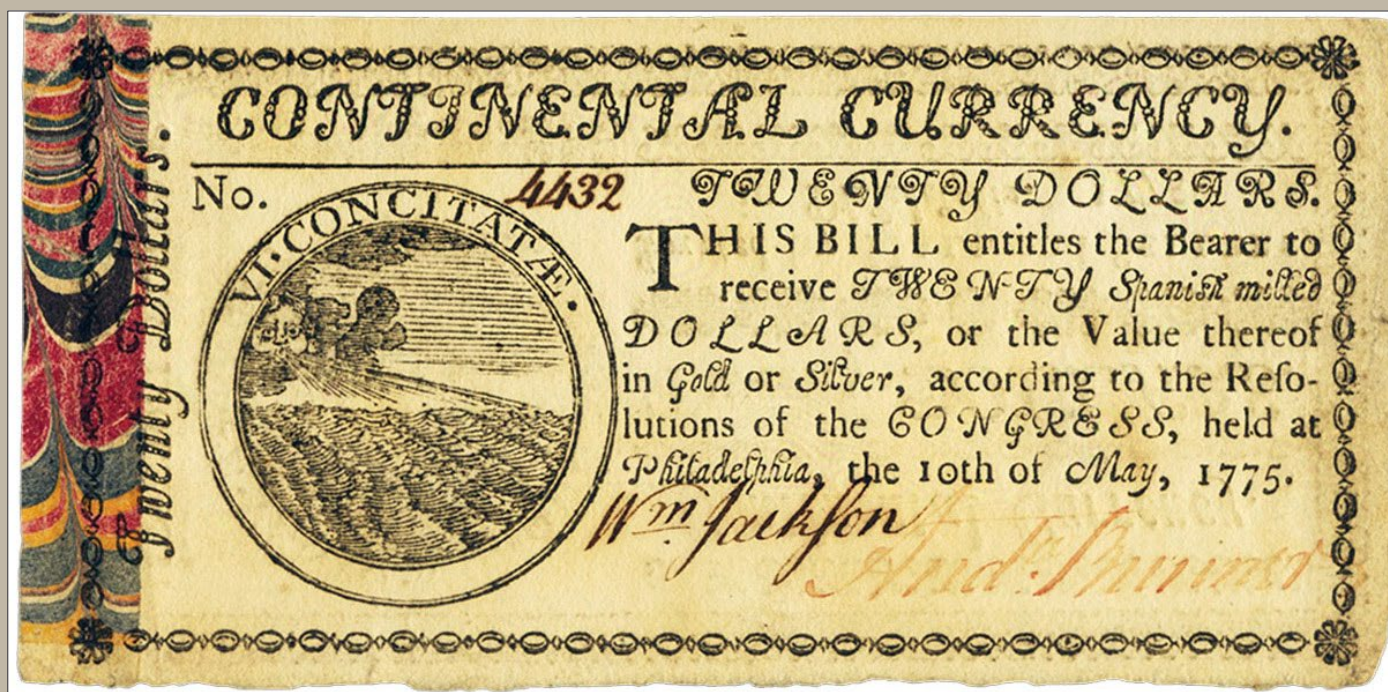 CONTINENTAL CURRENCY.
Twenty Dollars.
No. 4432
VI·CONCITATÆ.
TWENTY DOLLARS.
THIS BILL entitles the Bearer to
receive TWENTY Spanish milled
DOLLARS, or the Value thereof
in Gold or Silver, according to the Reſo-
lutions of the CONGRESS, held at
Philadelphia, the 10th of May, 1775.
Wm Jackſon
And.